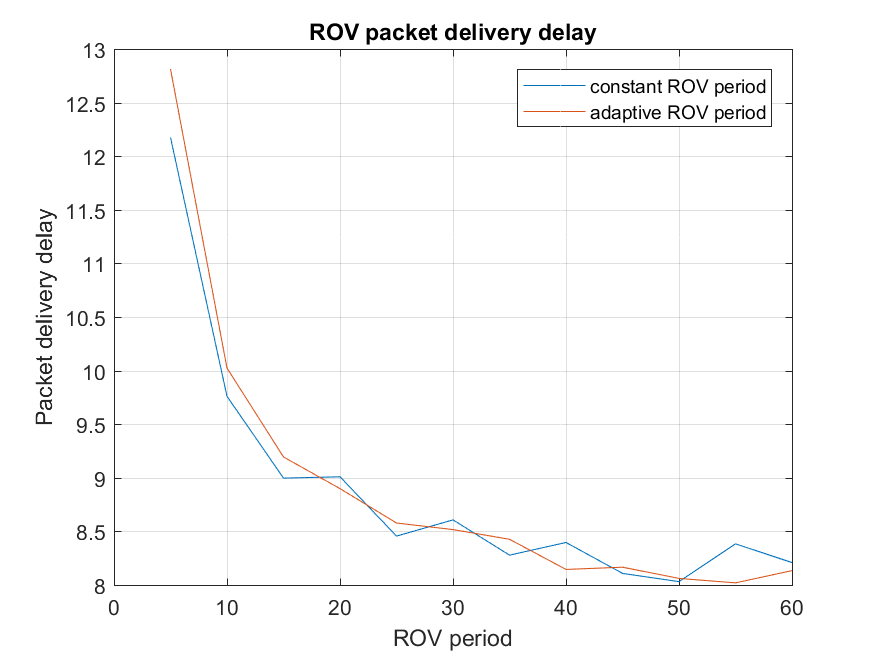 ROV packet delivery delay
constant ROV period
adaptive ROV period
Packet delivery delay
13
12.5
12
11.5
11
10.5
10
9.5
9
8.5
8
0 10 20 30 40 50 60
ROV period